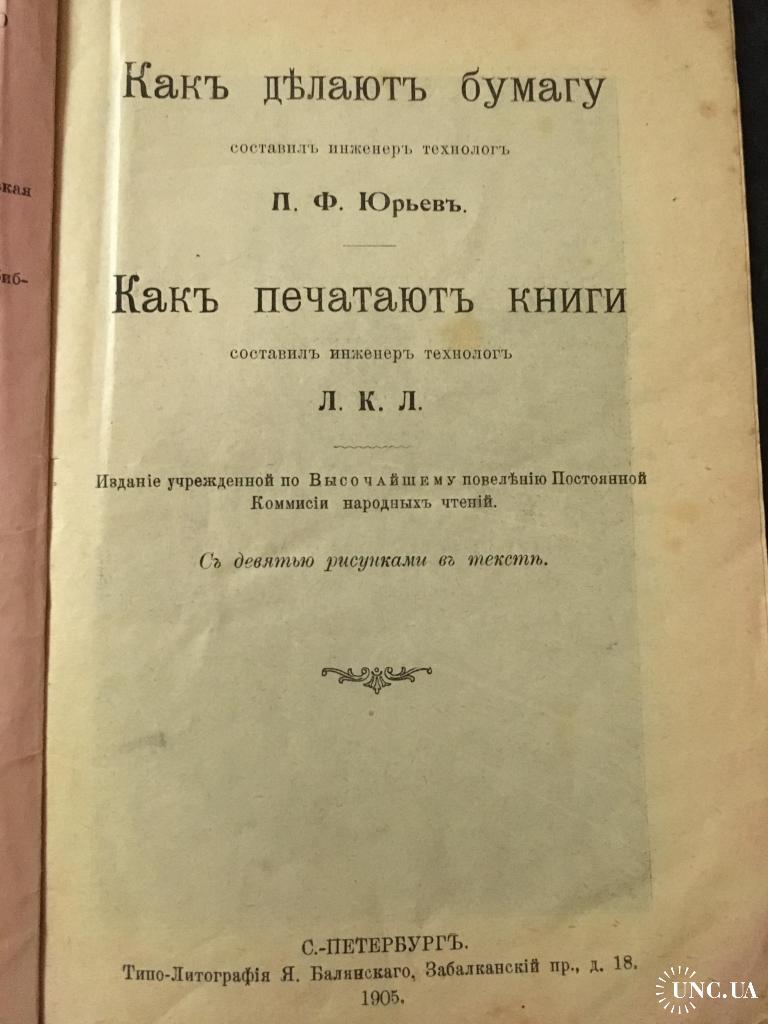 Какъ дѣлаютъ бумагу
составилъ инженеръ технологъ
П. Ф. Юрьевъ.
Какъ печатаютъ книги
составилъ инженеръ технологъ
Л. К. Л.
Изданіе учрежденной по Высочайшему повелѣнію Постоянной
Коммисіи народныхъ чтеній.
Съ девятью рисунками въ текстѣ.
С.-ПЕТЕРБУРГЪ.
Типо-Литографія Я. Балянскаго, Забалканскій пр., д. 18.
1905.
UNC.UA